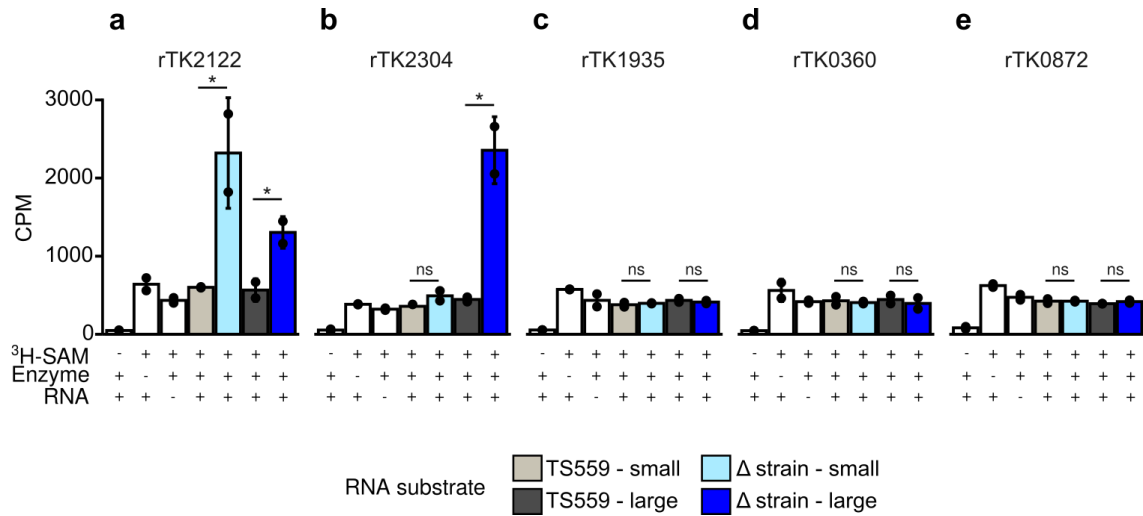 a b c d e
rTK2122 rTK2304 rTK1935 rTK0360 rTK0872
3000
2000
1000
0
CPM
* * * ns ns ns ns ns ns ns
³H-SAM - + + + + + + - + + + + + + - + + + + + + - + + + + + + - + + + + + +
Enzyme + - + + + + + + - + + + + + + - + + + + + + - + + + + + + - + + + + +
RNA + + - + + + + + + - + + + + + + - + + + + + + - + + + + + + - + + + +
RNA substrate
TS559 - small Δ strain - small
TS559 - large Δ strain - large